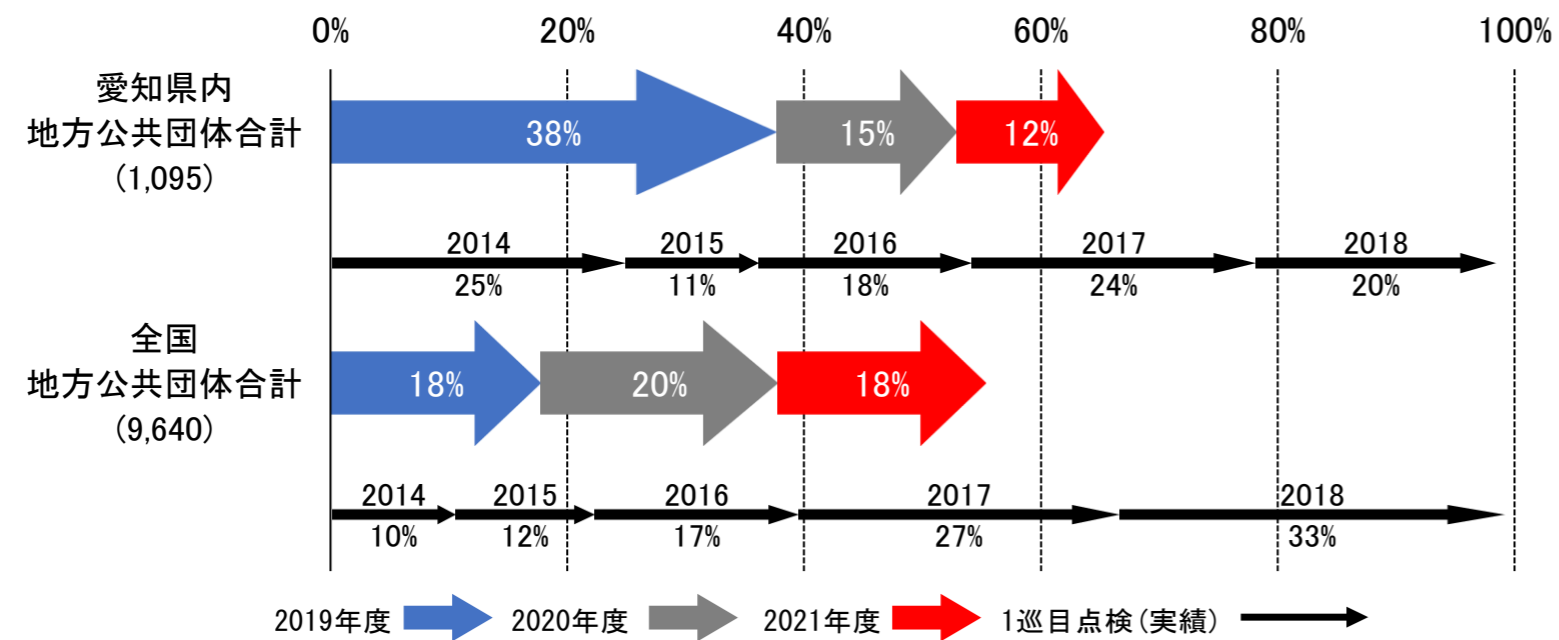 0% 20% 40% 60% 80% 100%
愛知県内
地方公共団体合計
(1,095)
38% 15% 12%
2014 2015 2016 2017 2018
25% 11% 18% 24% 20%
全国
地方公共団体合計
(9,640)
18% 20% 18%
2014 2015 2016 2017 2018
10% 12% 17% 27% 33%
2019年度 2020年度 2021年度 1巡目点検(実績)